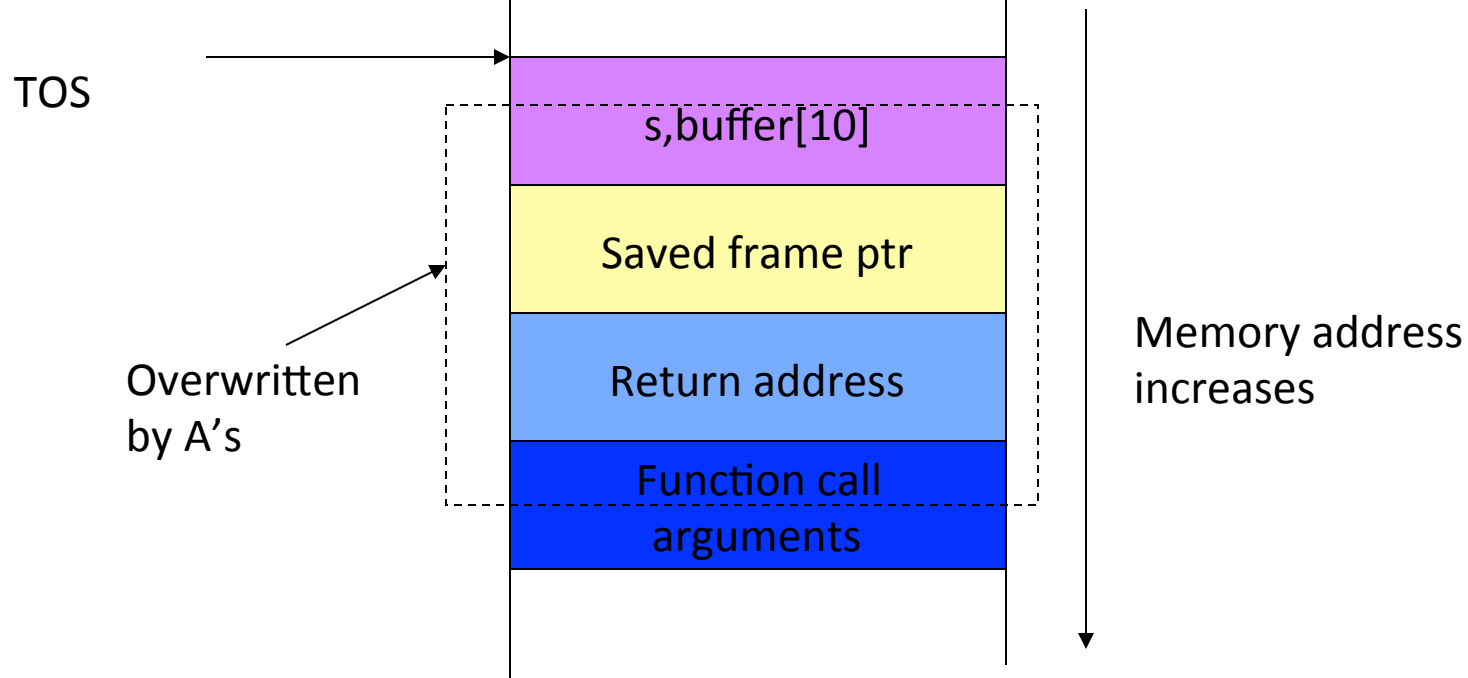 TOS
s,buffer[10]
Saved frame ptr
Overwritten
by A’s
Return address
Function call
arguments
Memory address
increases